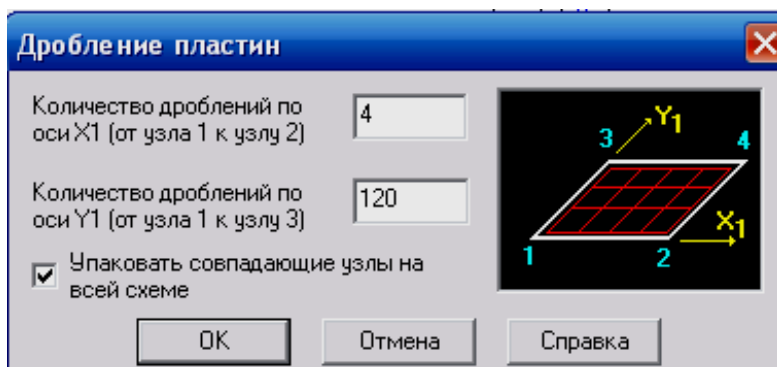 Дробление пластин
Количество дроблений по
оси X1 (от узла 1 к узлу 2)
4
Количество дроблений по
оси Y1 (от узла 1 к узлу 3)
120
Упаковать совпадающие узлы на
всей схеме
3
Y1
4
1
2
X1
OK
Отмена
Справка